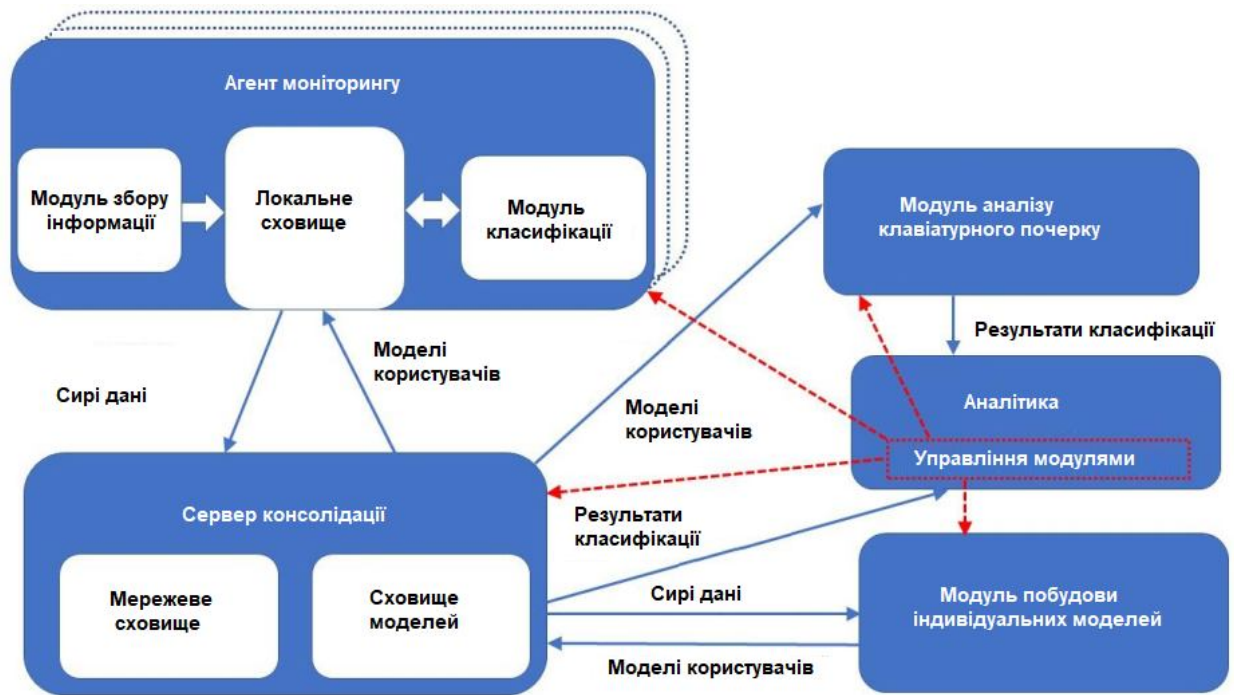 Агент моніторингу
Модуль збору
інформації
Локальне
сховище
Модуль
класифікації
Модуль аналізу
клавіатурного почерку
Результати класифікації
Моделі
користувачів
Сирі дані
Моделі
користувачів
Аналітика
Управління модулями
Сервер консолідації
Результати
класифікації
Мережеве
сховище
Сховище
моделей
Сирі дані
Модуль побудови
індивідуальних моделей
Моделі користувачів